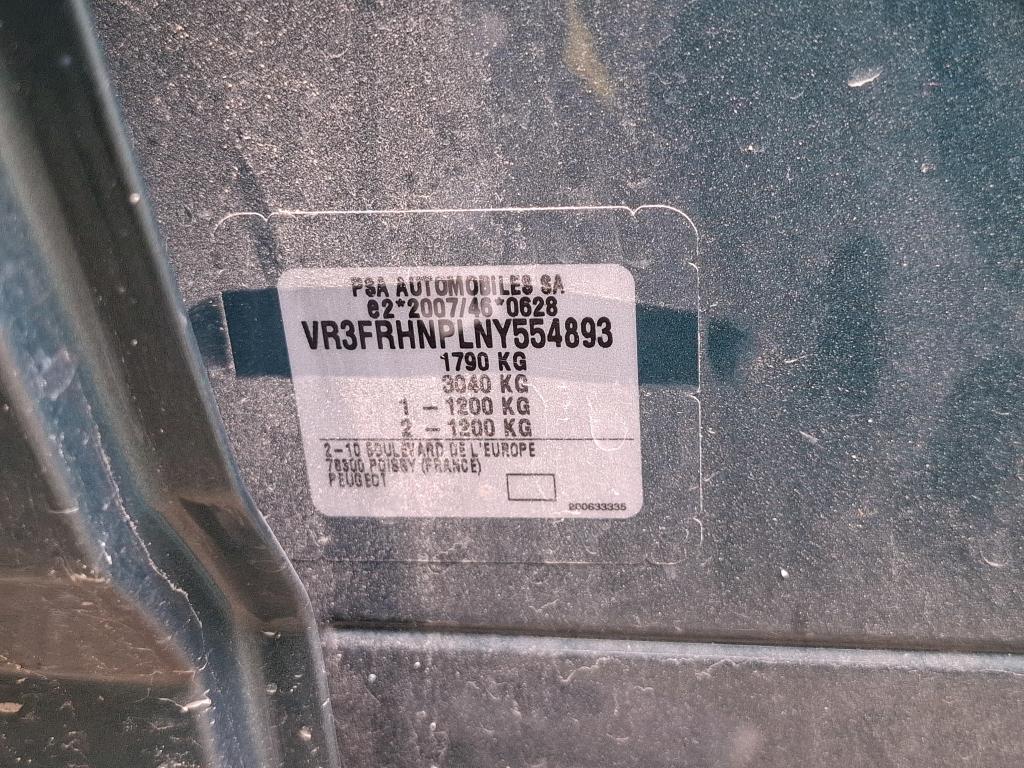 PSA AUTOMOBILES SA
e2*2007/46*0628
VR3FRHNPLNY554893
1790 KG
3040 KG
1 - 1200 KG
2 - 1200 KG
2-10 BOULEVARD DE L'EUROPE
78300 POISSY (FRANCE)
PEUGEOT
200633335